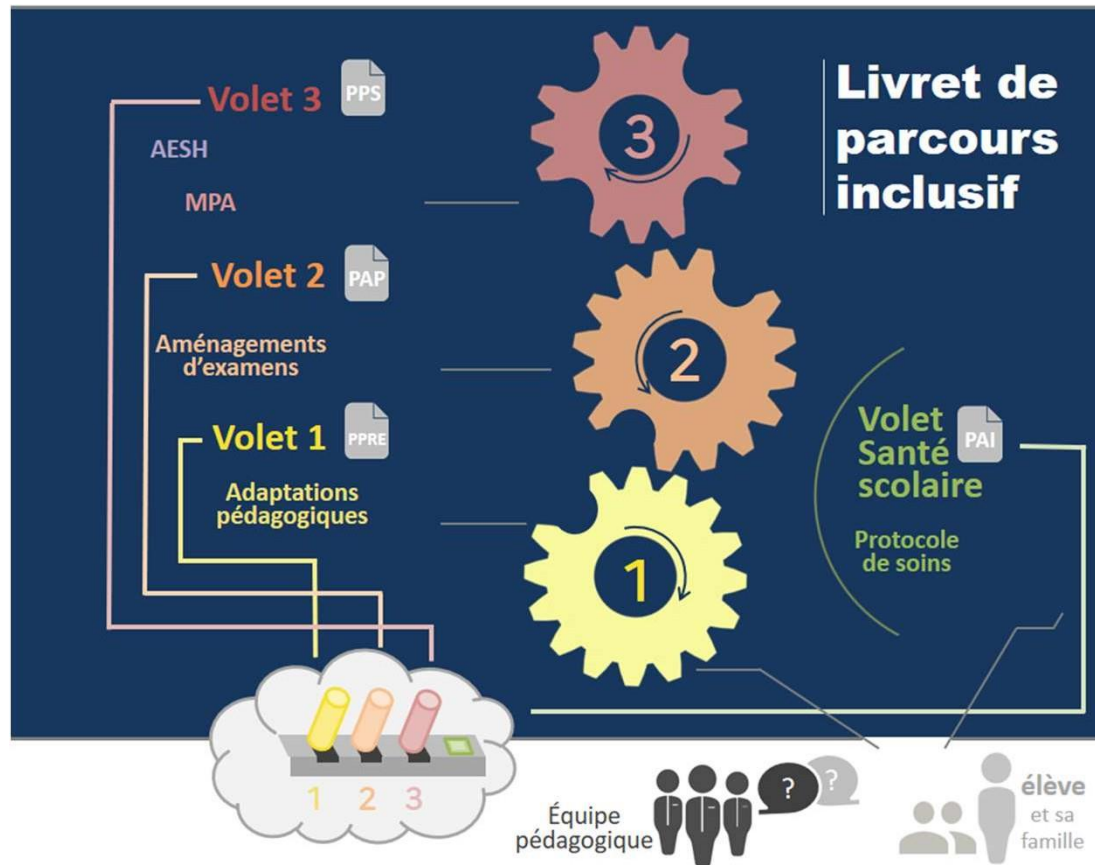 Livret de
parcours
inclusif
Volet 3
PPS
AESH
MPA
3
Volet 2
PAP
Aménagements
d’examens
2
Volet 1
PPRE
Adaptations
pédagogiques
1
Volet
Santé
scolaire
PAI
Protocole
de soins
1 2 3
Équipe
pédagogique
? ?
élève
et sa
famille